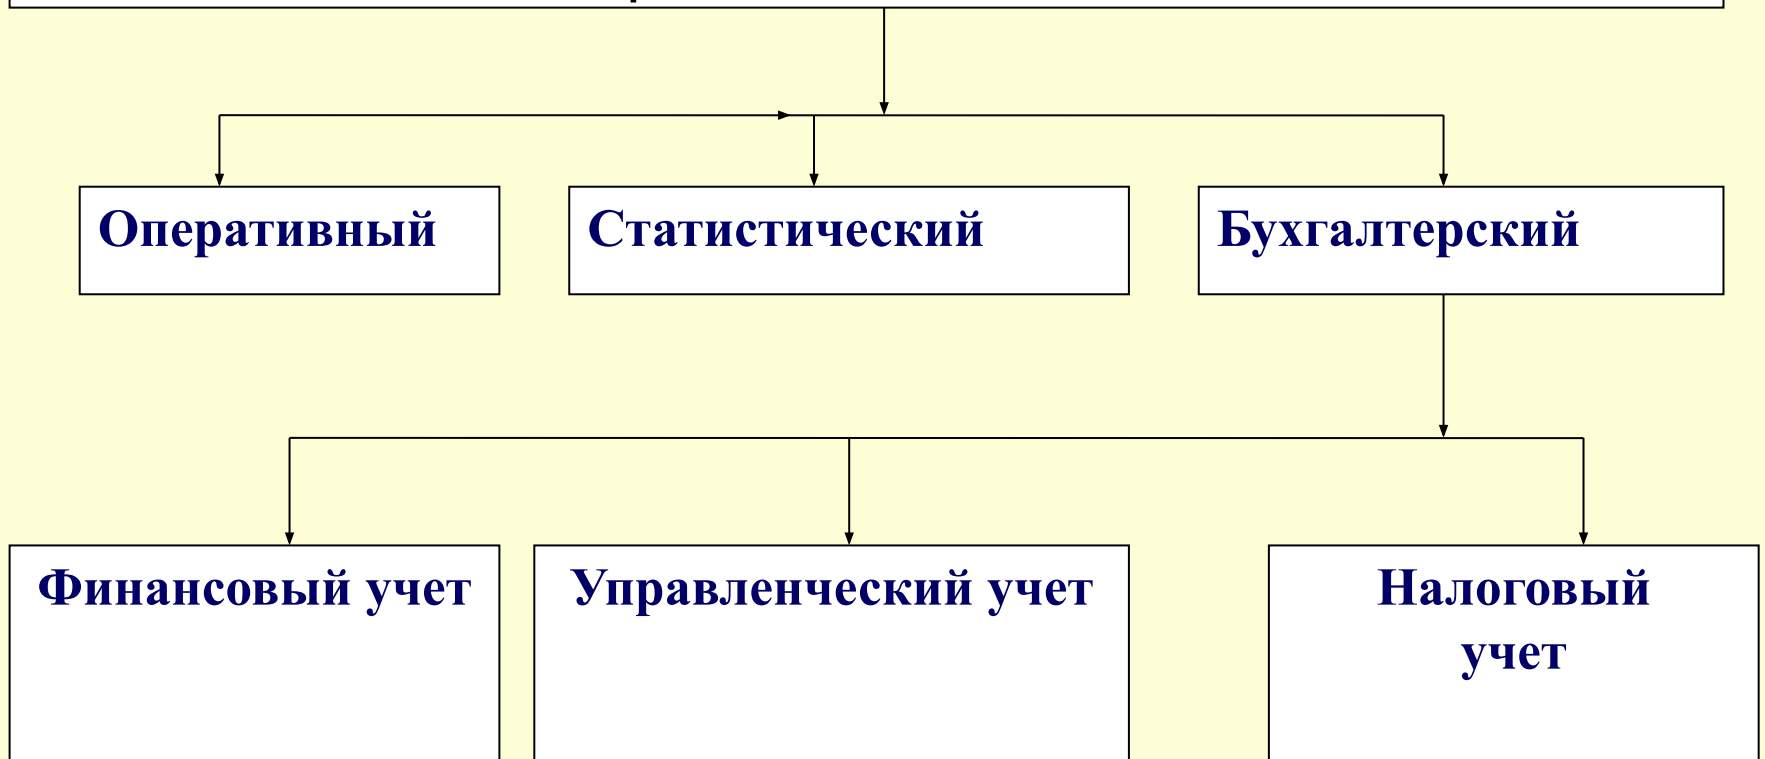 Оперативный
Статистический
Бухгалтерский
Финансовый учет
Управленческий учет
Налоговый
учет